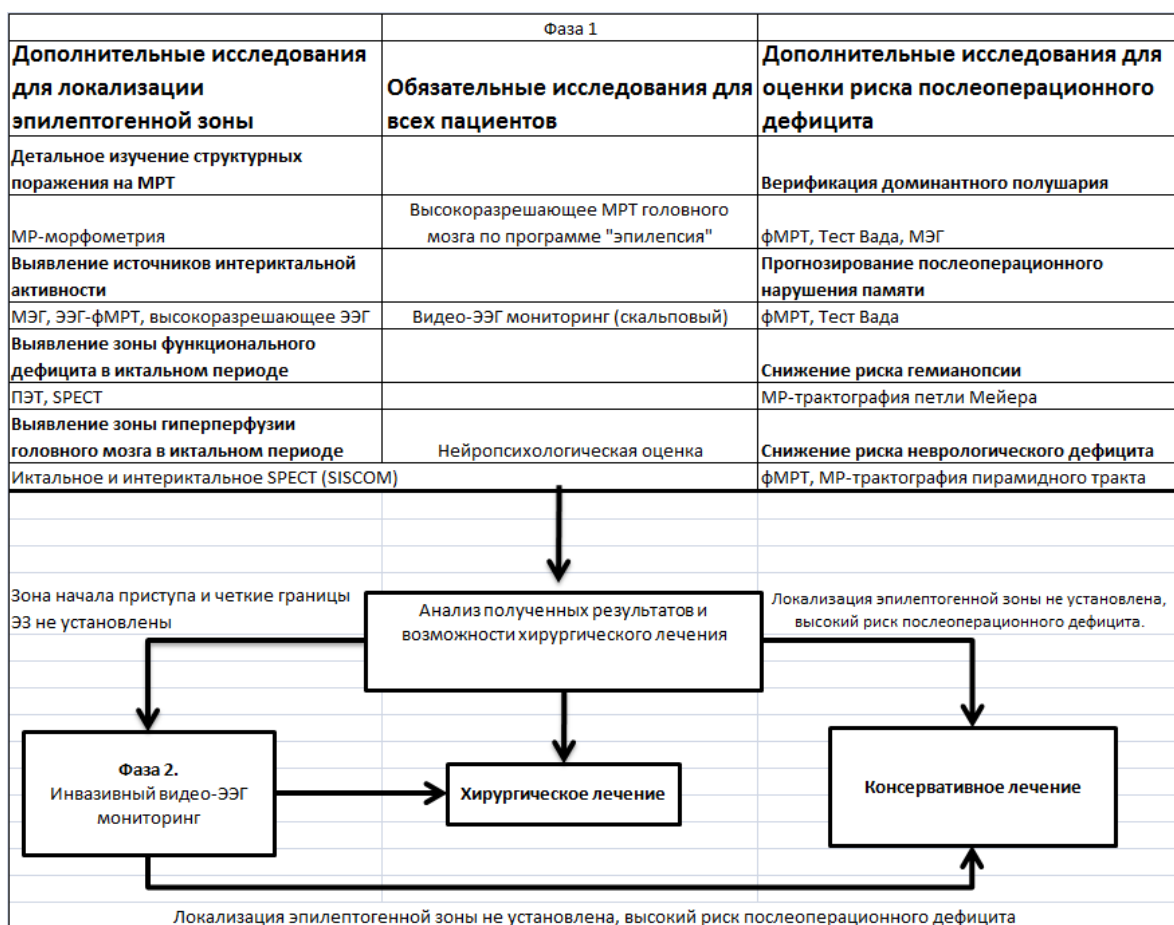 Фаза 1
Дополнительные исследования
для локализации
эпилептогенной зоны
Обязательные исследования для
всех пациентов
Дополнительные исследования для
оценки риска послеоперационного
дефицита
Детальное изучение структурных
поражения на МРТ
Верификация доминантного полушария
МР-морфометрия
Высокоразрешающее МРТ головного
мозга по программе "эпилепсия"
фМРТ, Тест Вада, МЭГ
Выявление источников интериктальной
активности
Прогнозирование послеоперационного
нарушения памяти
МЭГ, ЭЭГ-фМРТ, высокоразрешающее ЭЭГ
Видео-ЭЭГ мониторинг (скальповый)
фМРТ, Тест Вада
Выявление зоны функционального
дефицита в иктальном периоде
Снижение риска гемианопсии
ПЭТ, SPECT
МР-трактография петли Мейера
Выявление зоны гиперперфузии
головного мозга в иктальном периоде
Нейропсихологическая оценка
Снижение риска неврологического дефицита
Иктальное и интериктальное SPECT (SISCOM)
фМРТ, МР-трактография пирамидного тракта
Зона начала приступа и четкие границы
ЭЗ не установлены
Анализ полученных результатов и
возможности хирургического лечения
Локализация эпилептогенной зоны не установлена,
высокий риск послеоперационного дефицита.
Фаза 2.
Инвазивный видео-ЭЭГ
мониторинг
Хирургическое лечение
Консервативное лечение
Локализация эпилептогенной зоны не установлена, высокий риск послеоперационного дефицита